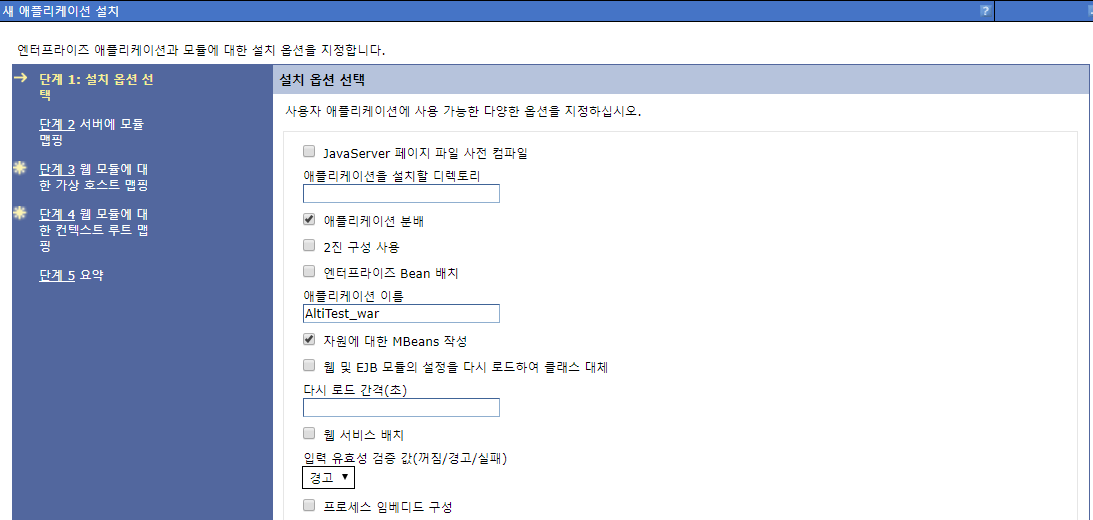 새 애플리케이션 설치
?
엔터프라이즈 애플리케이션과 모듈에 대한 설치 옵션을 지정합니다.
단계 1: 설치 옵션 선
택
단계 2 서버에 모듈
맵핑
단계 3 웹 모듈에 대
한 가상 호스트 맵핑
단계 4 웹 모듈에 대
한 컨텍스트 루트 맵
핑
단계 5 요약
설치 옵션 선택
사용자 애플리케이션에 사용 가능한 다양한 옵션을 지정하십시오.
JavaServer 페이지 파일 사전 컴파일
애플리케이션을 설치할 디렉토리
애플리케이션 분배
2진 구성 사용
엔터프라이즈 Bean 배치
애플리케이션 이름
AltiTest_war
자원에 대한 MBeans 작성
웹 및 EJB 모듈의 설정을 다시 로드하여 클래스 대체
다시 로드 간격(초)
웹 서비스 배치
입력 유효성 검증 값(꺼짐/경고/실패)
경고
프로세스 임베디드 구성